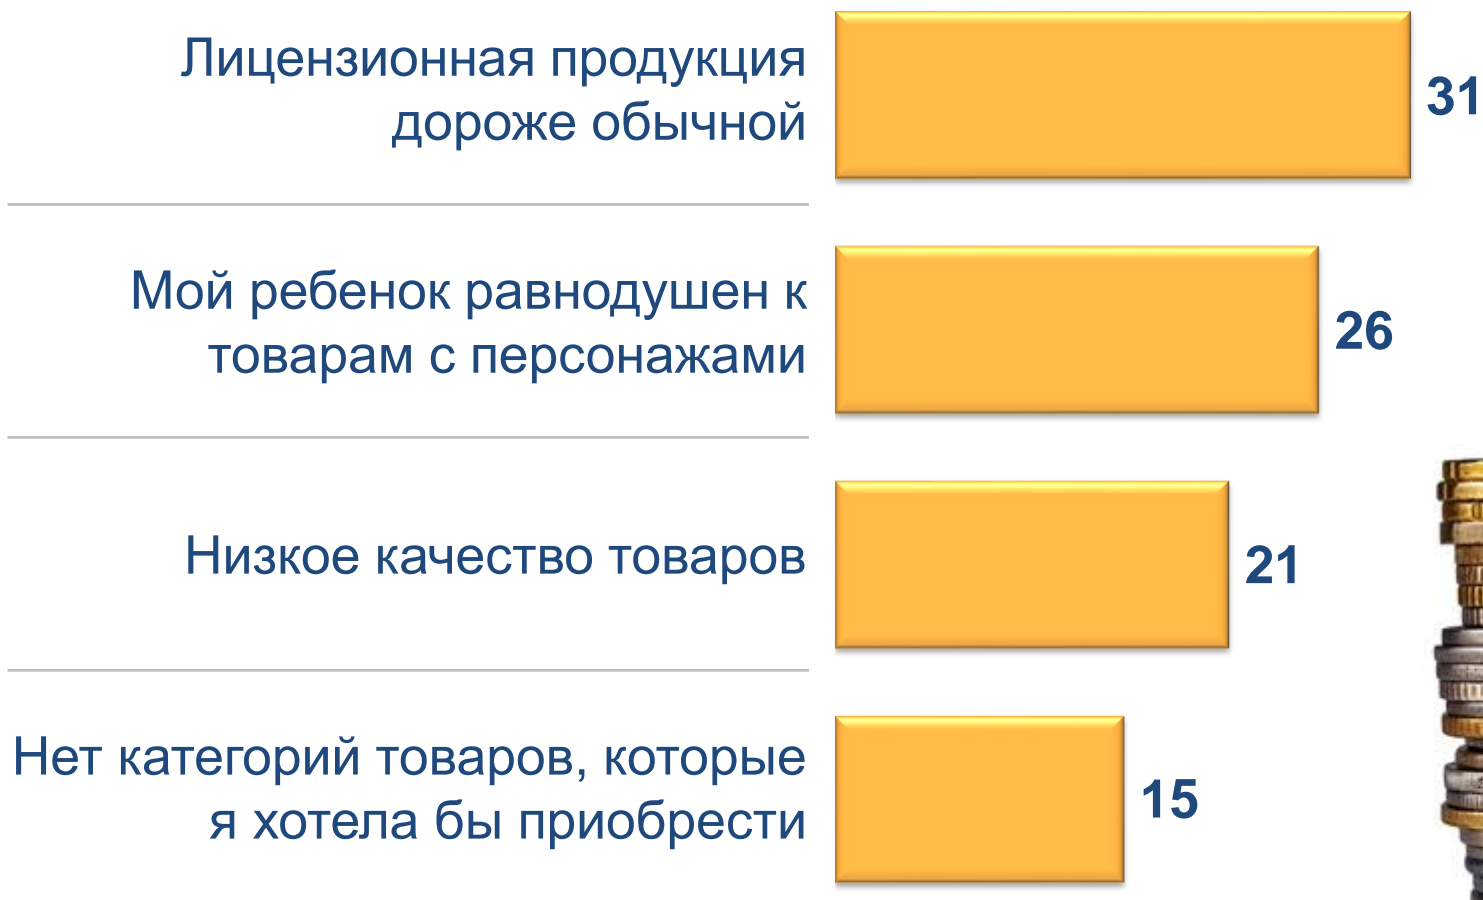 Лицензионная продукция
дороже обычной
31
Мой ребенок равнодушен к
товарам с персонажами
26
Низкое качество товаров
21
Нет категорий товаров, которые
я хотела бы приобрести
15